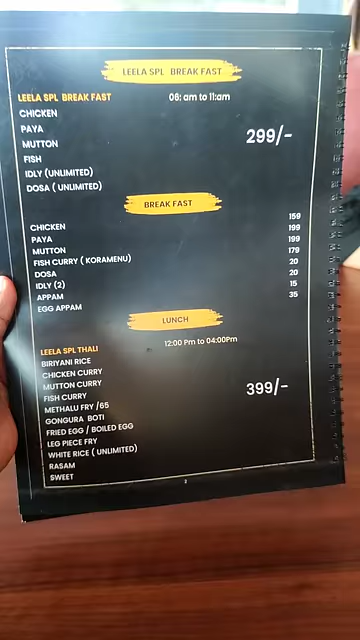 LEELA SPL BREAK FAST
LEELA SPL BREAK FAST 06: am to 11:am
CHICKEN
PAYA
MUTTON
FISH
IDLY (UNLIMITED)
DOSA ( UNLIMITED)
299/-
BREAK FAST
CHICKEN 159
PAYA 199
MUTTON 199
FISH CURRY ( KORAMENU) 179
DOSA 20
IDLY (2) 20
APPAM 15
EGG APPAM 35
LUNCH
LEELA SPL THALI 12:00 Pm to 04:00Pm
BIRIYANI RICE
CHICKEN CURRY
MUTTON CURRY
FISH CURRY
METHALU FRY /65
GONGURA BOTI
FRIED EGG / BOILED EGG
LEG PIECE FRY
WHITE RICE ( UNLIMITED)
RASAM
SWEET
399/-
2